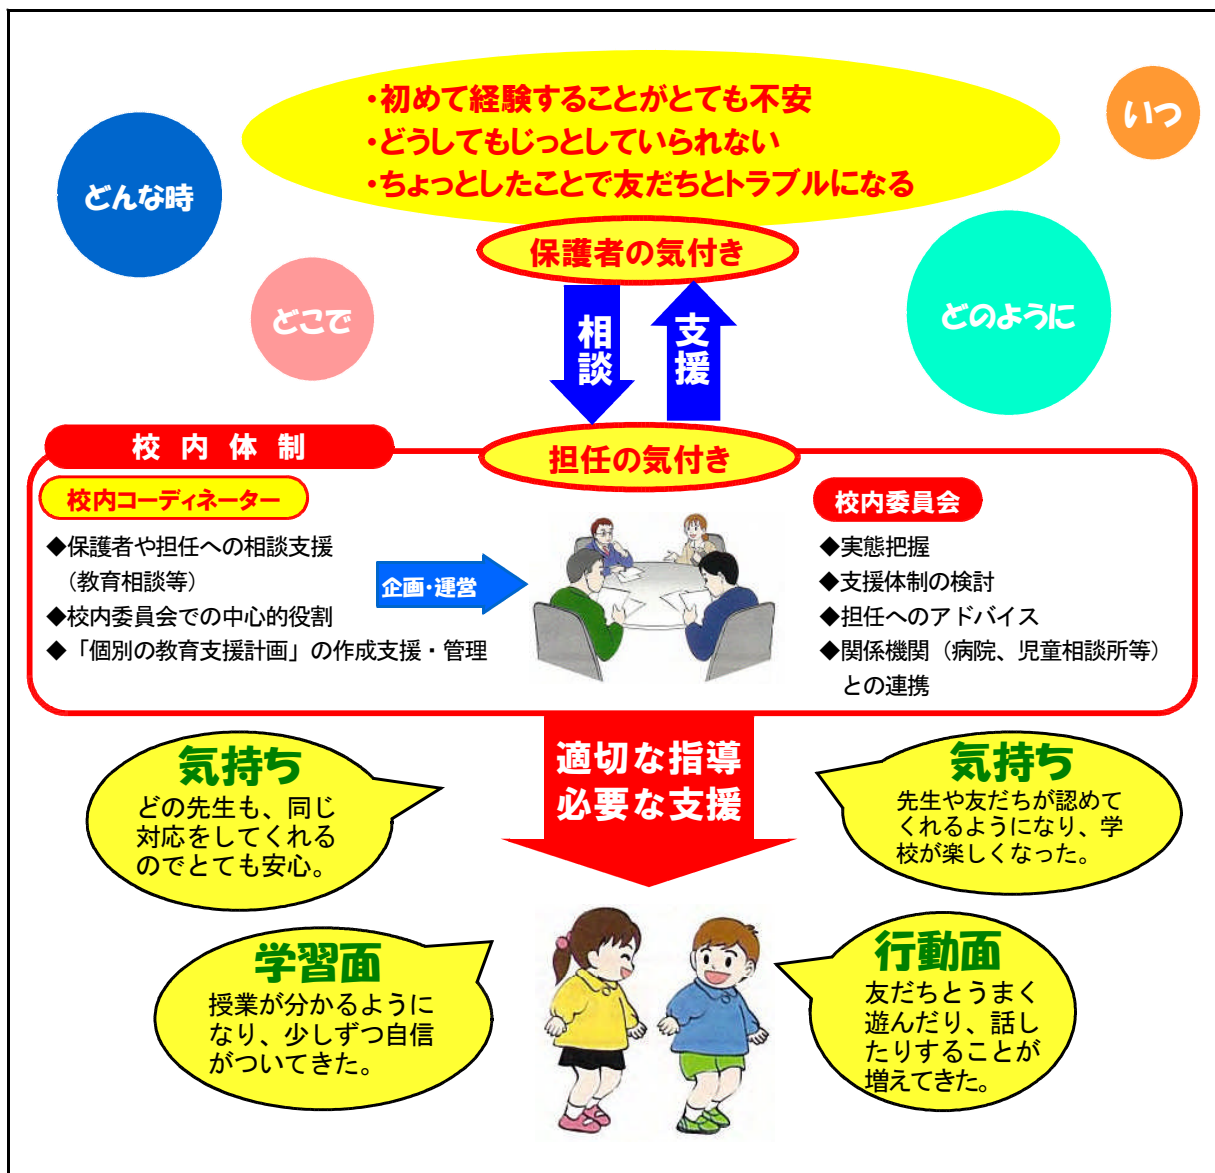 ・初めて経験することがとても不安
・どうしてもじっとしていられない
・ちょっとしたことで友だちとトラブルになる
いつ
どんな時
保護者の気付き
どこで
どのように
相談
支援
校内体制
担任の気付き
校内コーディネーター
◆保護者や担任への相談支援
（教育相談等）
◆校内委員会での中心的役割
◆「個別の教育支援計画」の作成支援・管理
企画・運営
校内委員会
◆実態把握
◆支援体制の検討
◆担任へのアドバイス
◆関係機関（病院、児童相談所等）
との連携
適切な指導
必要な支援
気持ち
どの先生も、同じ
対応をしてくれる
のでとても安心。
気持ち
先生や友だちが認めて
くれるようになり、学
校が楽しくなった。
学習面
授業が分かるように
なり、少しずつ自信
がついてきた。
行動面
友だちとうまく
遊んだり、話し
たりすることが
増えてきた。